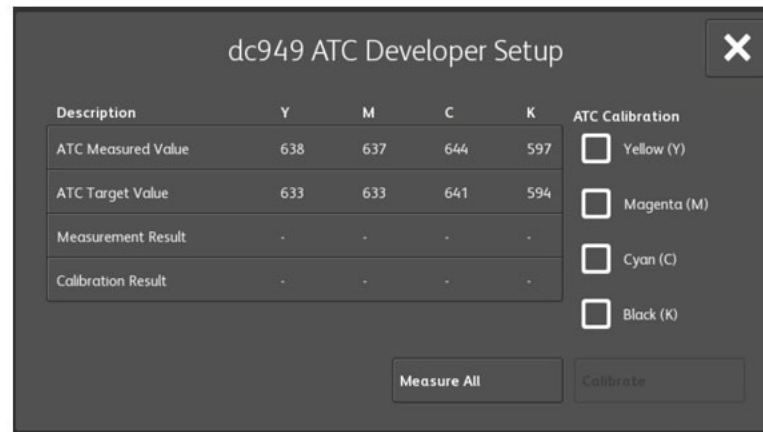 dc949 ATC Developer Setup
Description Y M C K
ATC Measured Value 638 637 644 597
ATC Target Value 633 633 641 594
Measurement Result - - - -
Calibration Result - - - -
ATC Calibration
Yellow (Y)
Magenta (M)
Cyan (C)
Black (K)
Measure All
Calibrate